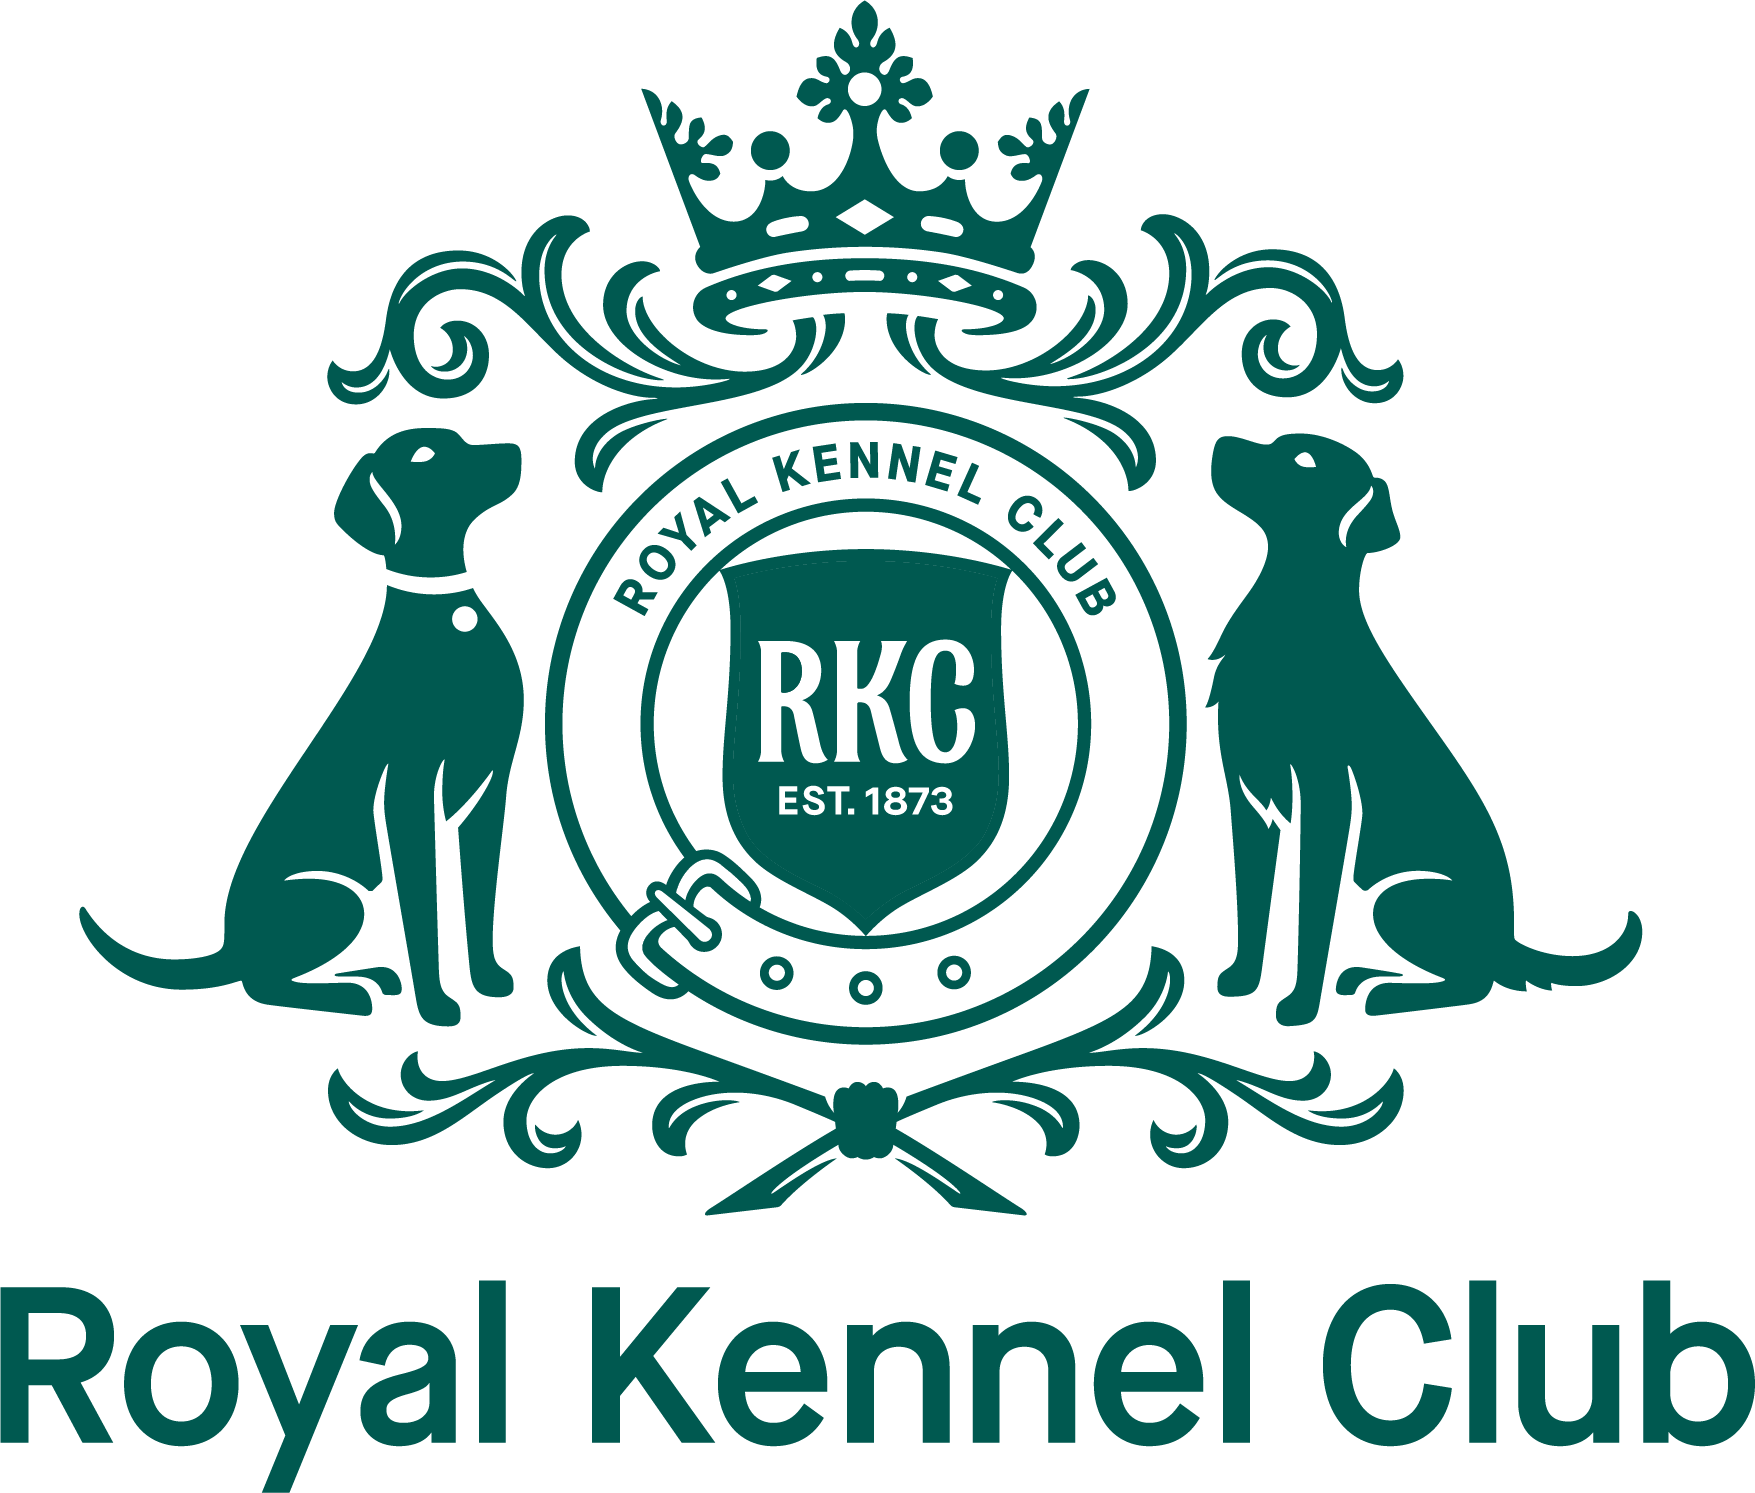 ROYAL KENNEL CLUB
RKC
EST. 1873
Royal Kennel Club